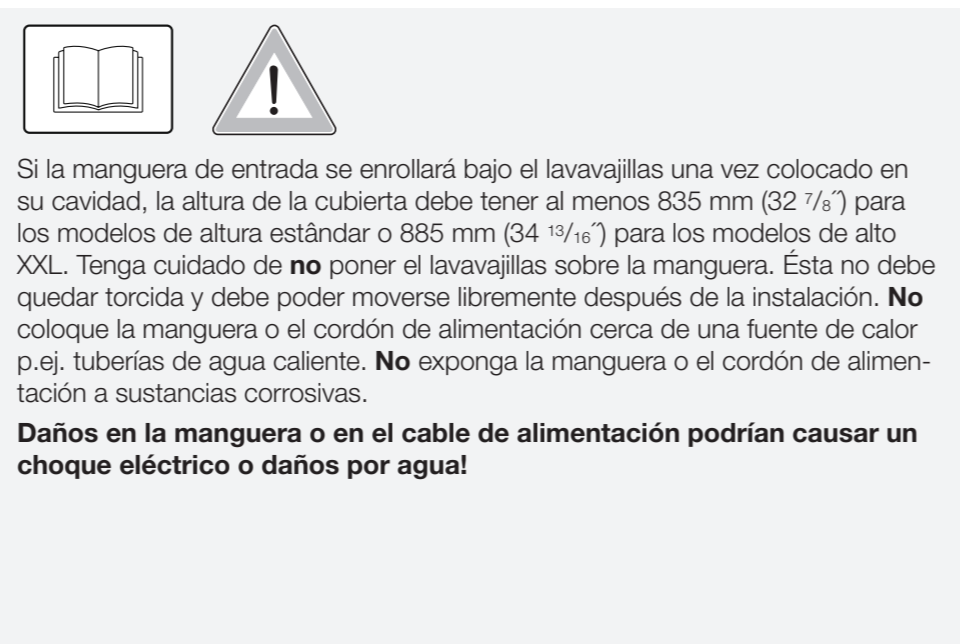 Si la manguera de entrada se enrollará bajo el lavavajillas una vez colocado en
su cavidad, la altura de la cubierta debe tener al menos 835 mm (32 ⁷/₈˝) para
los modelos de altura estândar o 885 mm (34 ¹³/₁₆˝) para los modelos de alto
XXL. Tenga cuidado de no poner el lavavajillas sobre la manguera. Ésta no debe
quedar torcida y debe poder moverse libremente después de la instalación. No
coloque la manguera o el cordón de alimentación cerca de una fuente de calor
p.ej. tuberías de agua caliente. No exponga la manguera o el cordón de alimen-
tación a sustancias corrosivas.
Daños en la manguera o en el cable de alimentación podrían causar un
choque eléctrico o daños por agua!